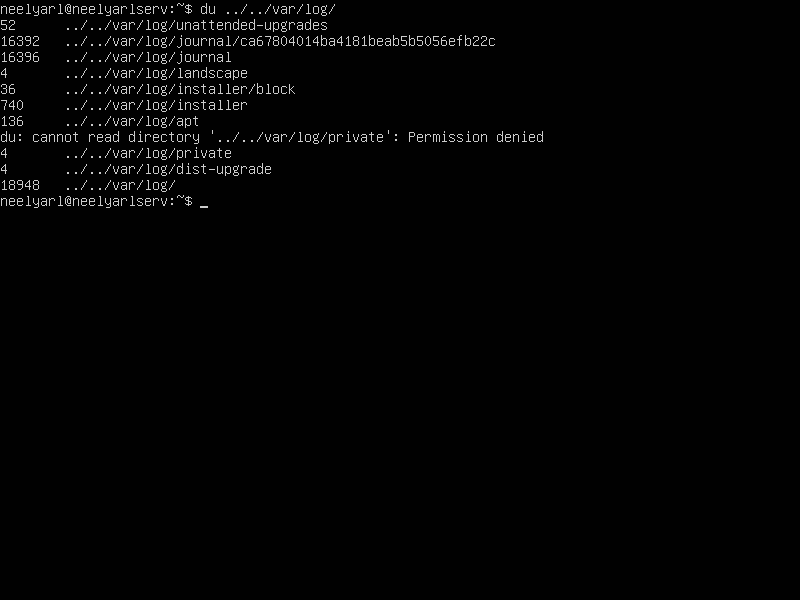 neelyarl@neelyarlserv:~$ du ../../var/log/
52      ../../var/log/unattended-upgrades
16392   ../../var/log/journal/ca67804014ba4181beab5b5056efb22c
16396   ../../var/log/journal
4       ../../var/log/landscape
36      ../../var/log/installer/block
740     ../../var/log/installer
136     ../../var/log/apt
du: cannot read directory '../../var/log/private': Permission denied
4       ../../var/log/private
4       ../../var/log/dist-upgrade
18948   ../../var/log/
neelyarl@neelyarlserv:~$ _